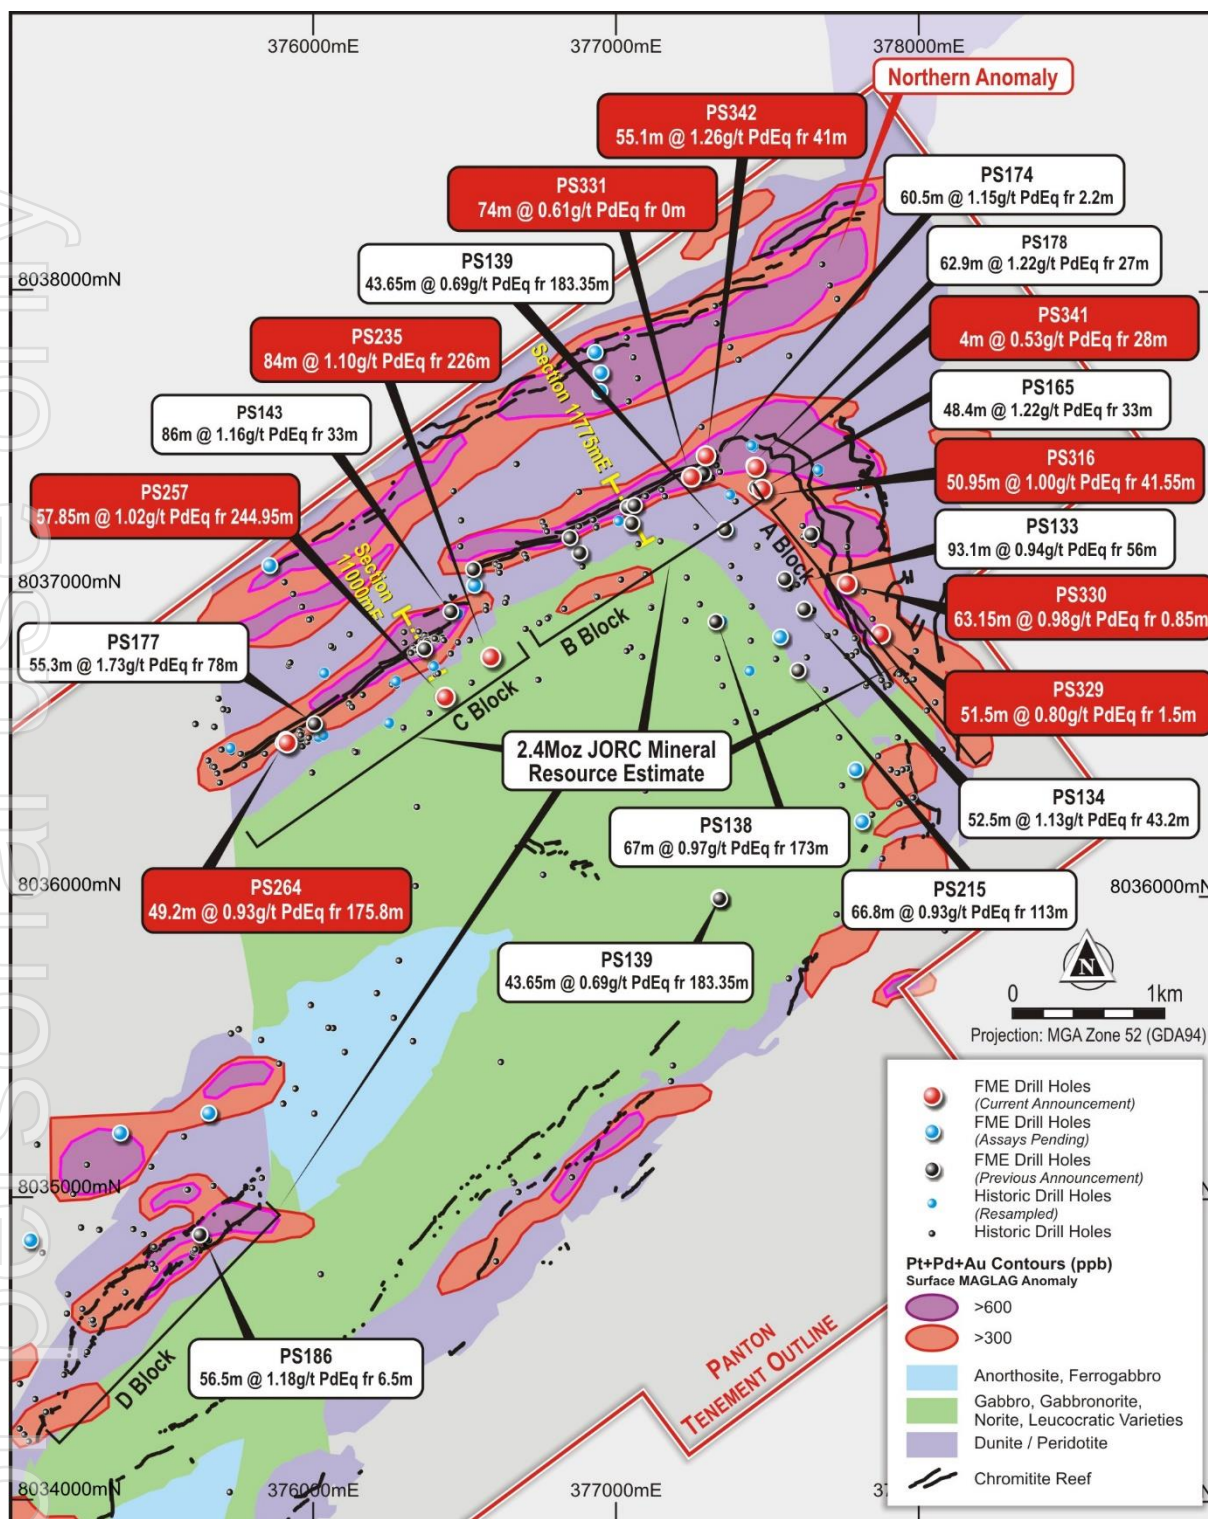 376000mE
377000mE
378000mE
Northern Anomaly
PS342
55.1m @ 1.26g/t PdEq fr 41m
PS174
60.5m @ 1.15g/t PdEq fr 2.2m
PS331
74m @ 0.61g/t PdEq fr 0m
PS178
62.9m @ 1.22g/t PdEq fr 27m
PS139
43.65m @ 0.69g/t PdEq fr 183.35m
8038000mN
PS341
4m @ 0.53g/t PdEq fr 28m
PS235
84m @ 1.10g/t PdEq fr 226m
Section 11775mE
PS165
48.4m @ 1.22g/t PdEq fr 33m
PS143
86m @ 1.16g/t PdEq fr 33m
PS316
50.95m @ 1.00g/t PdEq fr 41.55m
PS257
57.85m @ 1.02g/t PdEq fr 244.95m
PS133
93.1m @ 0.94g/t PdEq fr 56m
Section
11000mE
A Block
8037000mN
PS330
63.15m @ 0.98g/t PdEq fr 0.85m
B Block
PS177
55.3m @ 1.73g/t PdEq fr 78m
C Block
PS329
51.5m @ 0.80g/t PdEq fr 1.5m
2.4Moz JORC Mineral
Resource Estimate
PS134
52.5m @ 1.13g/t PdEq fr 43.2m
PS138
67m @ 0.97g/t PdEq fr 173m
PS264
49.2m @ 0.93g/t PdEq fr 175.8m
8036000mN
8036000mN
PS215
66.8m @ 0.93g/t PdEq fr 113m
PS139
43.65m @ 0.69g/t PdEq fr 183.35m
N
0 1km
Projection: MGA Zone 52 (GDA94)
FME Drill Holes
(Current Announcement)
FME Drill Holes
(Assays Pending)
FME Drill Holes
(Previous Announcement)
Historic Drill Holes
(Resampled)
Historic Drill Holes
Pt+Pd+Au Contours (ppb)
Surface MAGLAG Anomaly
>600
>300
Anorthosite, Ferrogabbro
Gabbro, Gabbronorite,
Norite, Leucocratic Varieties
Dunite / Peridotite
Chromitite Reef
8035000mN
PS186
56.5m @ 1.18g/t PdEq fr 6.5m
D Block
PANTON
TENEMENT OUTLINE
8034000mN
376000mE
377000mE
For personal use only